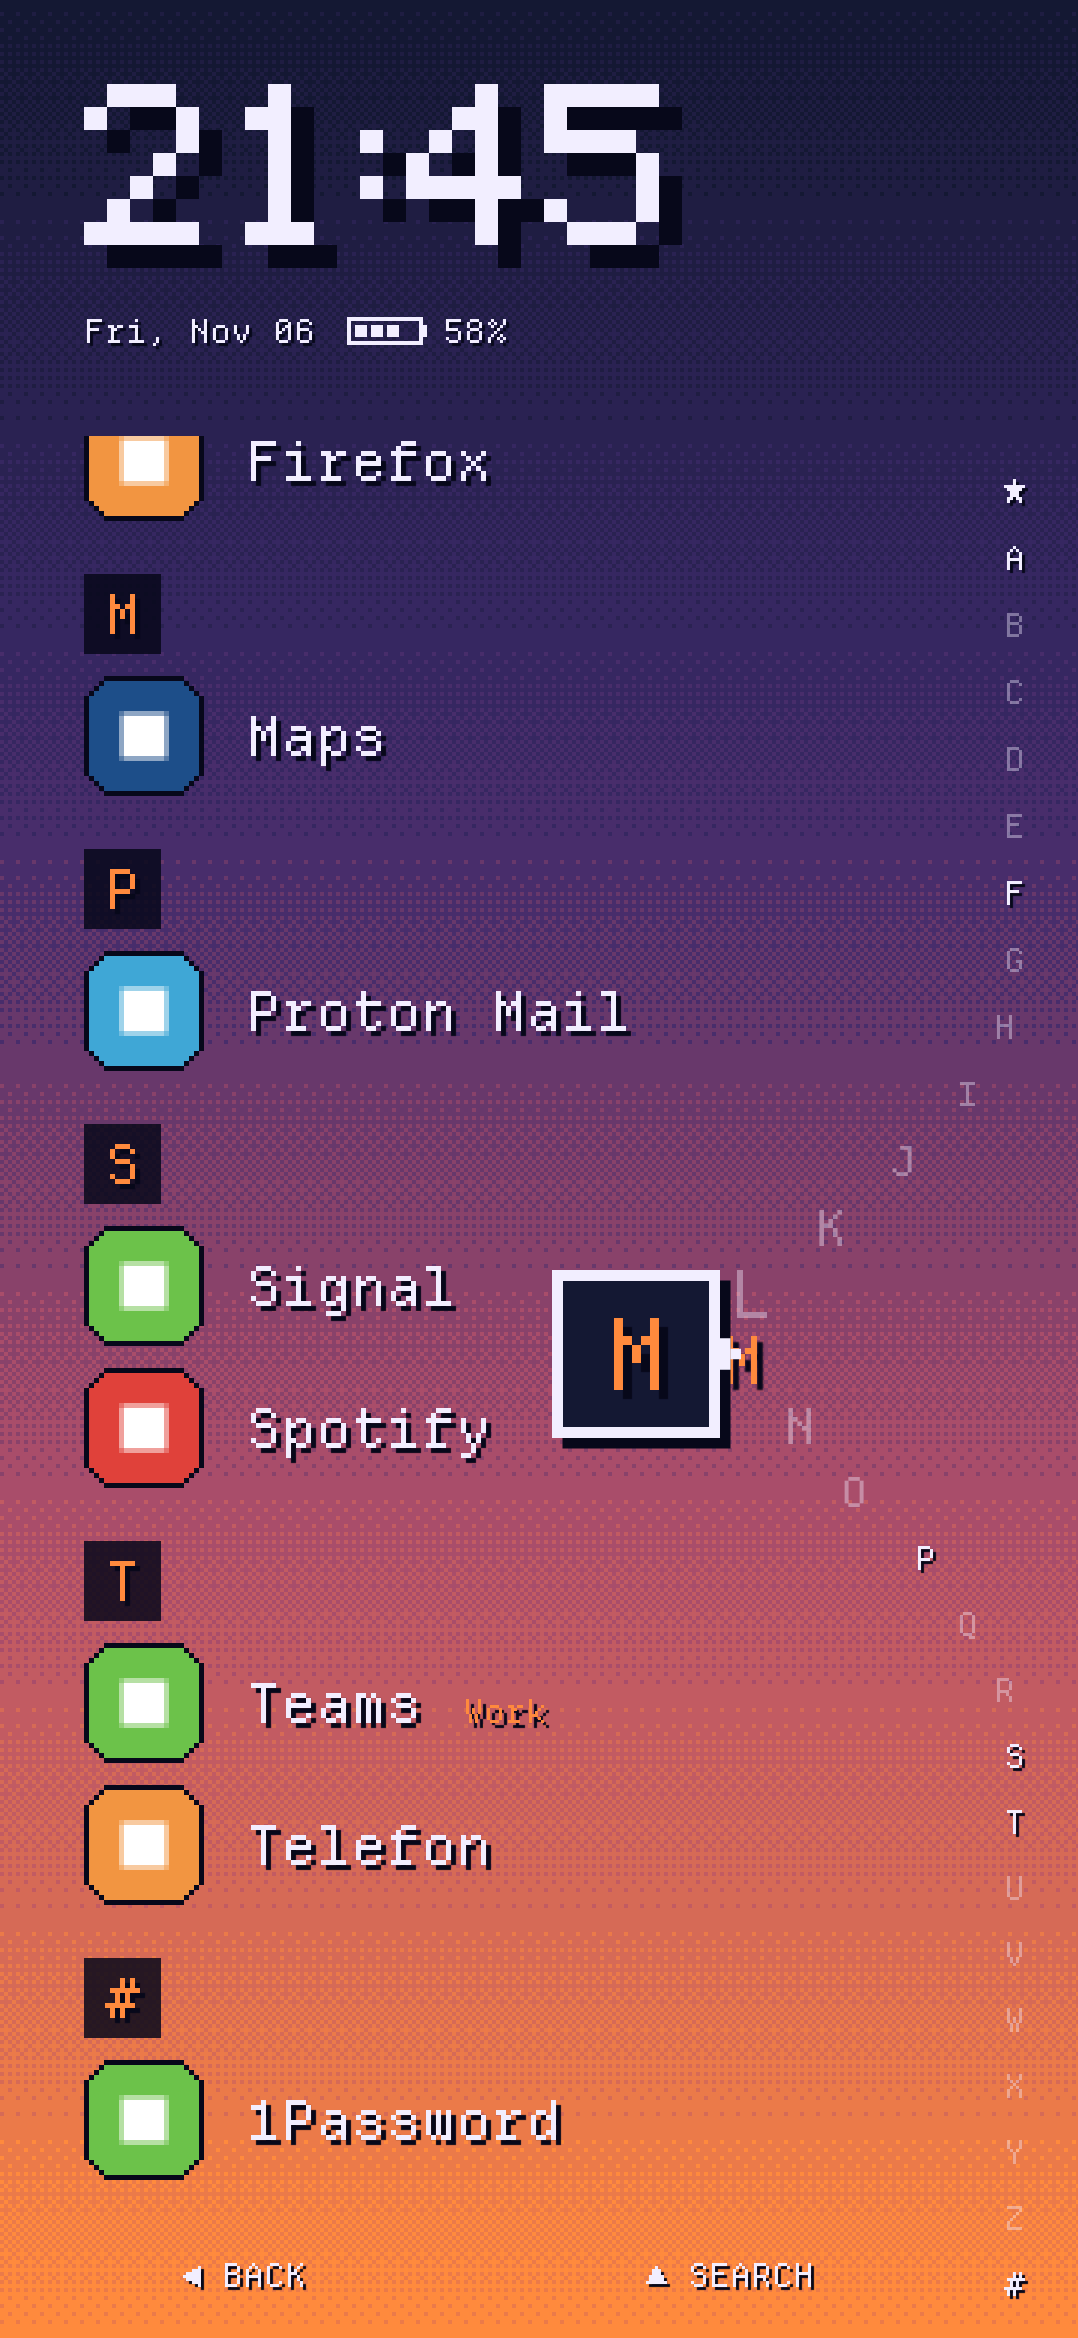 21:45
Fri, Nov 06 58%
Firefox
M
Maps
P
Proton Mail
S
Signal
Spotify
T
Teams Work
Telefon
#
1Password
M
★
A
B
C
D
E
F
G
H
I
J
K
L
M
N
O
P
Q
R
S
T
U
V
W
X
Y
Z
#
◀ BACK
▲ SEARCH